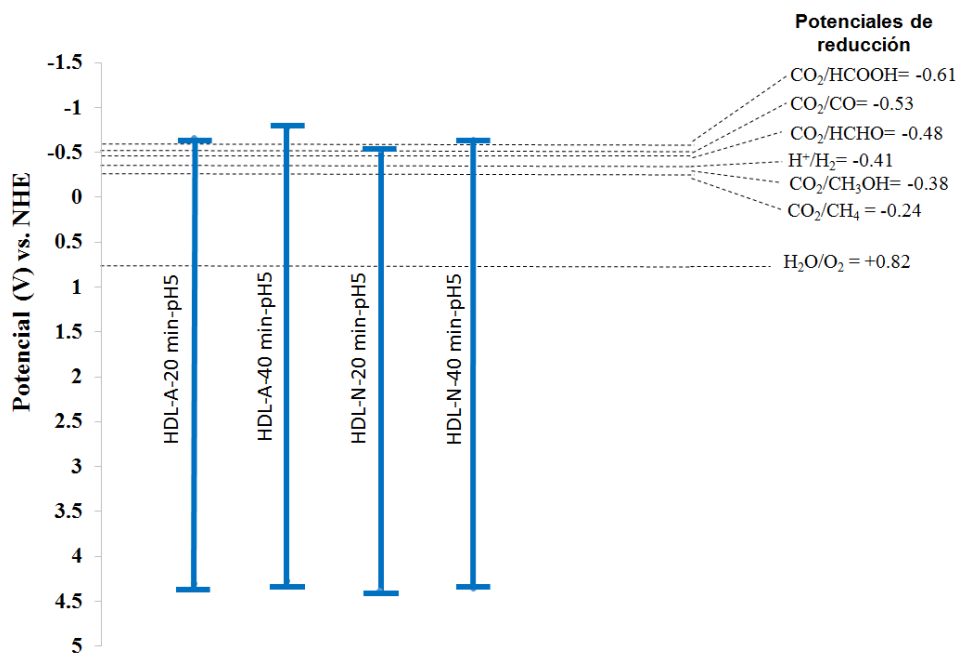 Potenciales de
reducción
CO₂/HCOOH= -0.61
CO₂/CO= -0.53
CO₂/HCHO= -0.48
H⁺/H₂= -0.41
CO₂/CH₃OH= -0.38
CO₂/CH₄ = -0.24
H₂O/O₂ = +0.82
Potencial (V) vs. NHE
-1.5
-1
-0.5
0
0.5
1
1.5
2
2.5
3
3.5
4
4.5
5
HDL-A-20 min-pH5
HDL-A-40 min-pH5
HDL-N-20 min-pH5
HDL-N-40 min-pH5